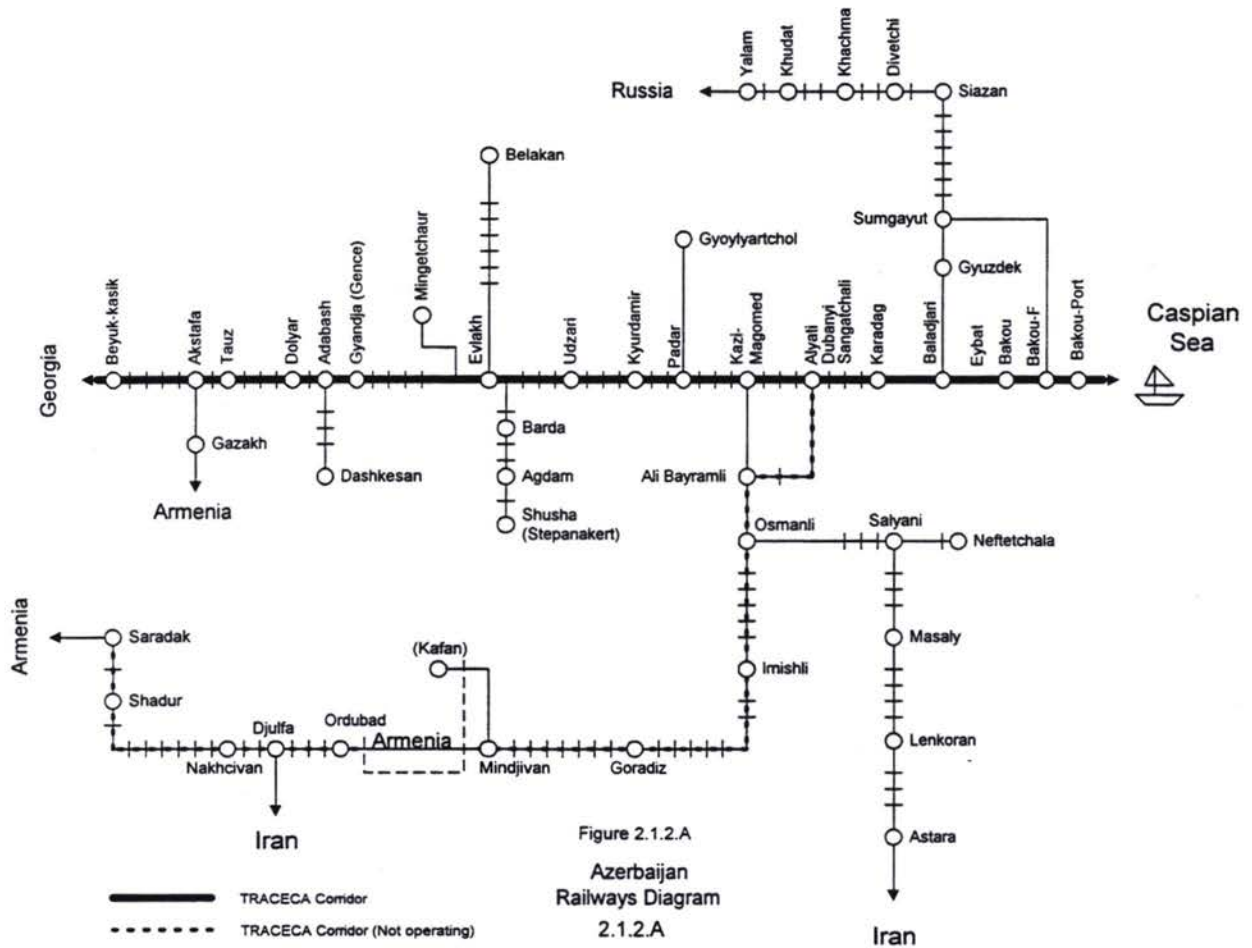 Yalam
Khudat
Khachma
Divetchi
Russia
Siazan
Belakan
Sumgayut
Gyoylyartchol
Gyuzdek
Mingetchaur
Beyuk-kasik
Akstafa
Tauz
Dolyar
Adabash
Gyandja (Gence)
Evlakh
Udzari
Kyurdamir
Padar
Kazi-
Magomed
Alyati
Dubanyi
Sangatchali
Karadag
Baladjari
Eybat
Bakou
Bakou-F
Bakou-Port
Caspian
Sea
Georgia
Gazakh
Barda
Armenia
Dashkesan
Agdam
Ali Bayramli
Shusha
(Stepanakert)
Osmanli
Salyani
Neftetchala
Armenia
Saradak
(Kafan)
Masaly
Imishli
Shadur
Djulfa
Ordubad
Armenia
Nakhcivan
Mindjivan
Goradiz
Lenkoran
Iran
Astara
Figure 2.1.2.A
Azerbaijan
Railways Diagram
2.1.2.A
TRACECA Corridor
TRACECA Corridor (Not operating)
Iran